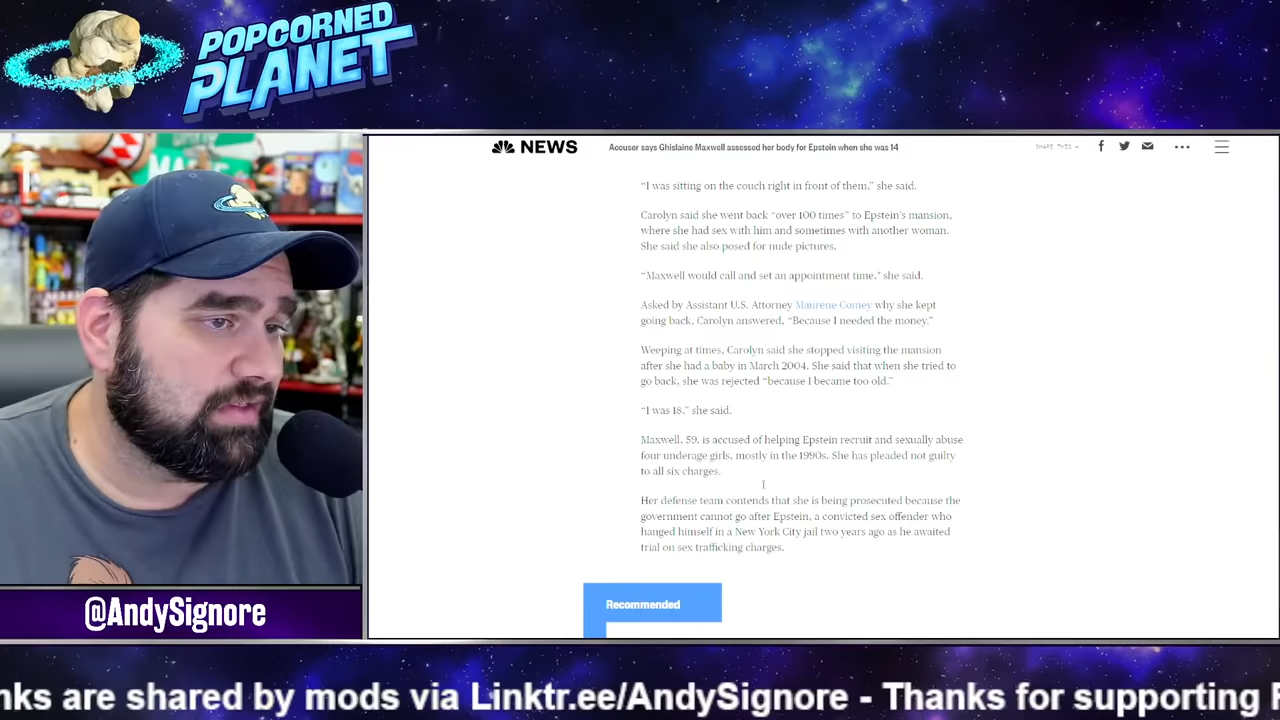 POPCORNED
PLANET
NEWS
Accuser says Ghislaine Maxwell assessed her body for Epstein when she was 14
SHARE THIS
“I was sitting on the couch right in front of them,” she said.
Carolyn said she went back “over 100 times” to Epstein’s mansion,
where she had sex with him and sometimes with another woman.
She said she also posed for nude pictures.
“Maxwell would call and set an appointment time,” she said.
Asked by Assistant U.S. Attorney Maurene Comey why she kept
going back, Carolyn answered, “Because I needed the money.”
Weeping at times, Carolyn said she stopped visiting the mansion
after she had a baby in March 2004. She said that when she tried to
go back, she was rejected “because I became too old.”
“I was 18,” she said.
Maxwell, 59, is accused of helping Epstein recruit and sexually abuse
four underage girls, mostly in the 1990s. She has pleaded not guilty
to all six charges.
Her defense team contends that she is being prosecuted because the
government cannot go after Epstein, a convicted sex offender who
hanged himself in a New York City jail two years ago as he awaited
trial on sex trafficking charges.
Recommended
@AndySignore
nks are shared by mods via Linktr.ee/AndySignore - Thanks for supporting